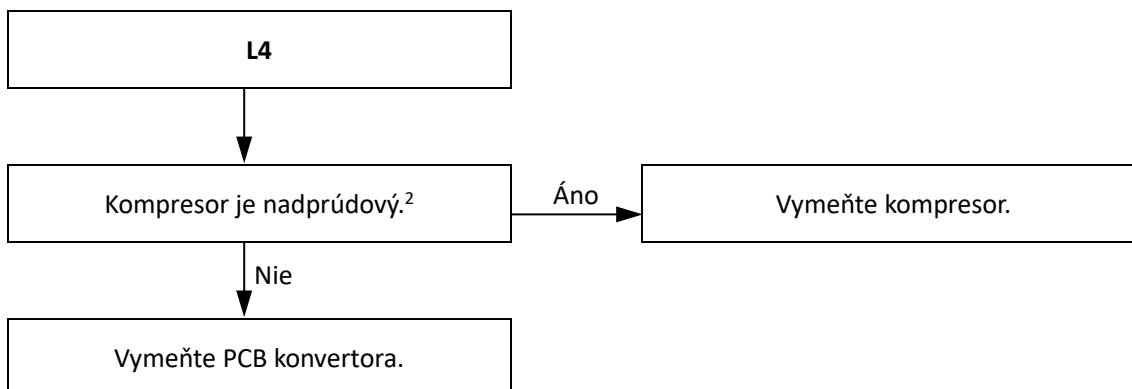 L4
Kompresor je nadprúdový.²
Áno
Vymeňte kompresor.
Nie
Vymeňte PCB konvertora.